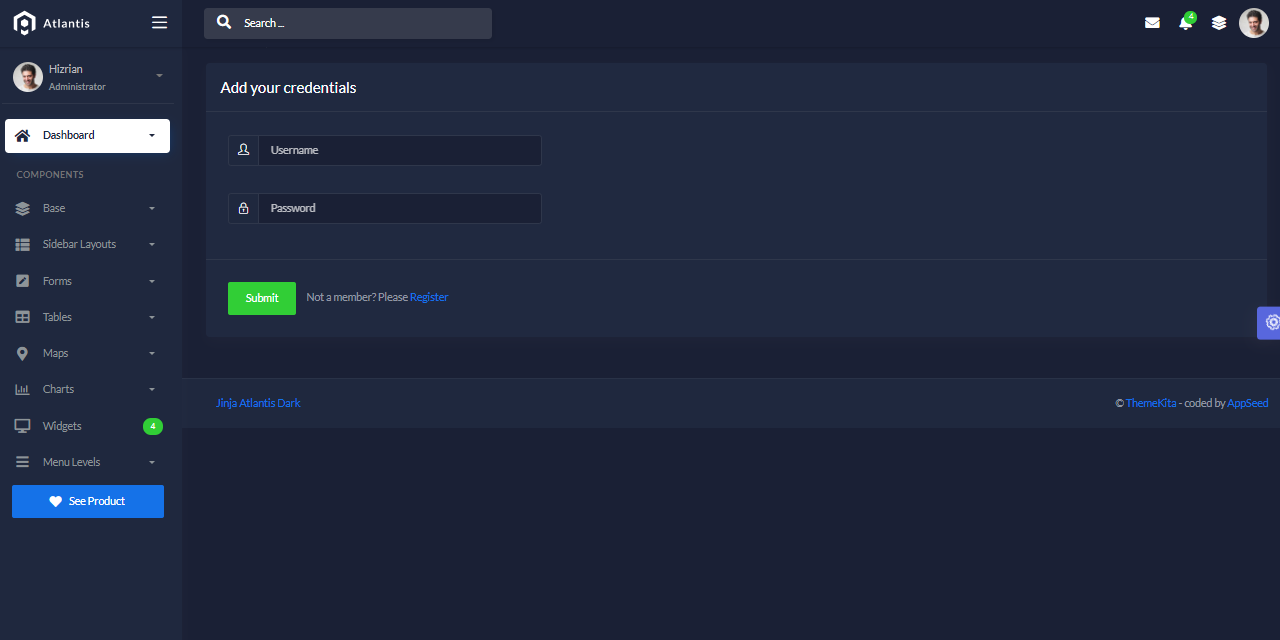 Atlantis
Search ...
4
Hizrian
Administrator
Dashboard
COMPONENTS
Base
Sidebar Layouts
Forms
Tables
Maps
Charts
Widgets 4
Menu Levels
See Product
Add your credentials
Username
Password
Submit Not a member? Please Register
Jinja Atlantis Dark © ThemeKita - coded by AppSeed